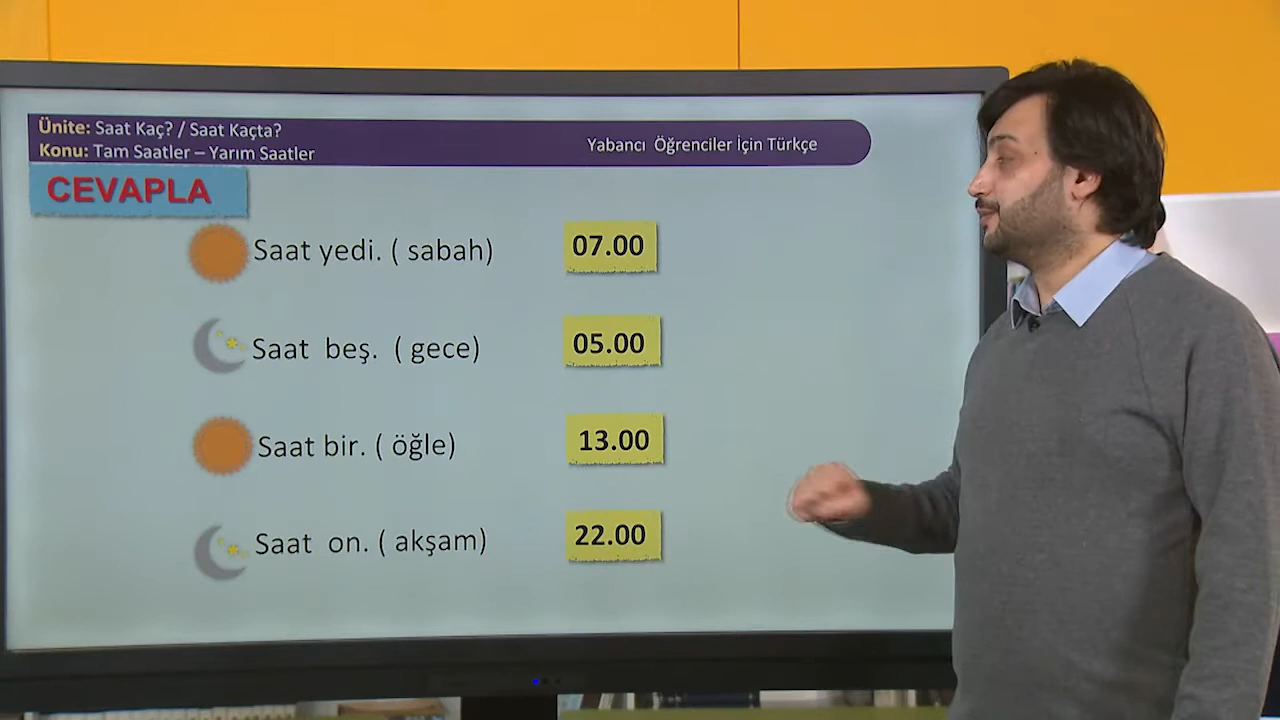 Ünite: Saat Kaç? / Saat Kaçta?
Konu: Tam Saatler – Yarım Saatler
Yabancı Öğrenciler İçin Türkçe
CEVAPLA
Saat yedi. ( sabah) 07.00
Saat beş. ( gece) 05.00
Saat bir. ( öğle) 13.00
Saat on. ( akşam) 22.00